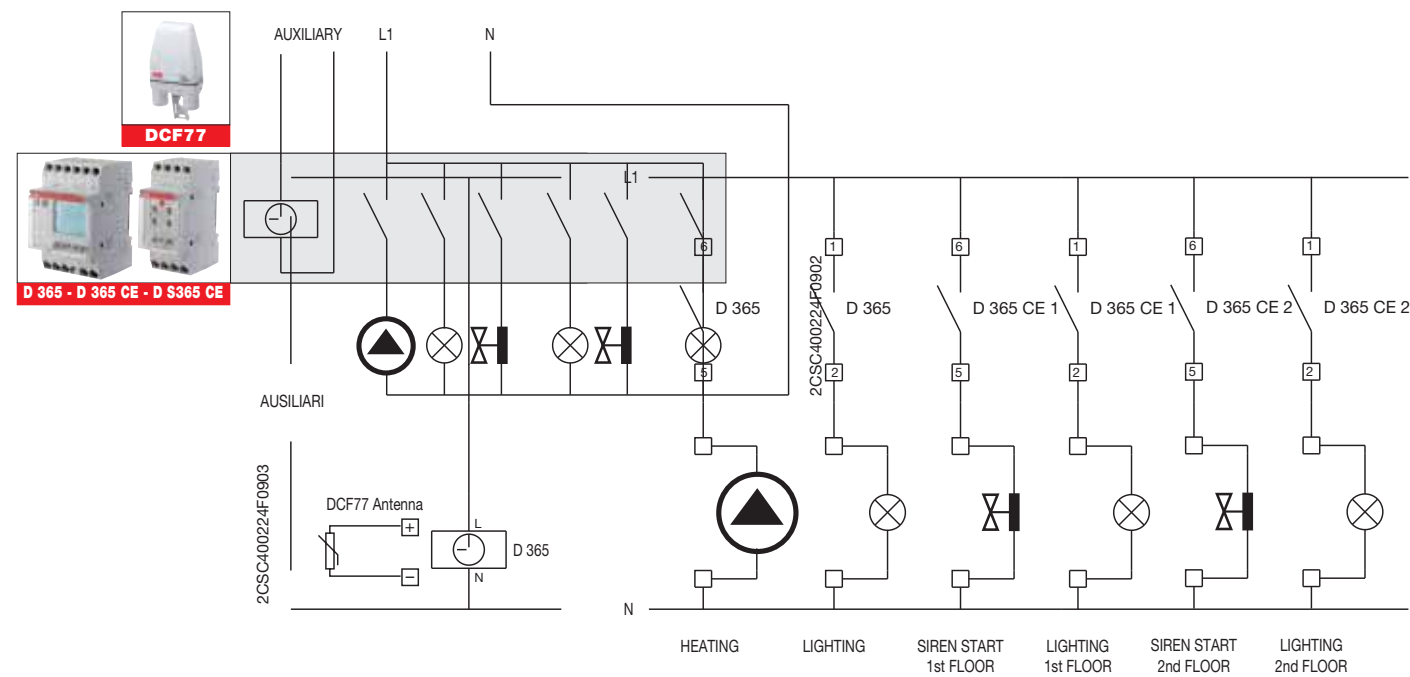 AUXILIARY L1 N
DCF77
D 365 - D 365 CE - D S365 CE
L1
6 1 6 1 6 1
D 365 D 365 D 365 CE 1 D 365 CE 1 D 365 CE 2 D 365 CE 2
2CSC400224F0902
5 2 5 2 5 2
AUSILIARI
2CSC400224F0903
DCF77 Antenna
+
L
D 365
−
N
N
HEATING LIGHTING SIREN START LIGHTING SIREN START LIGHTING
1st FLOOR 1st FLOOR 2nd FLOOR 2nd FLOOR